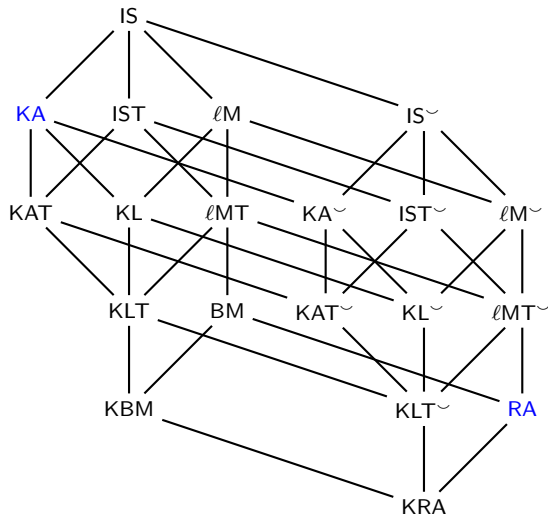 IS
KA IST ℓM IS⌣
KAT KL ℓMT KA⌣ IST⌣ ℓM⌣
KLT BM KAT⌣ KL⌣ ℓMT⌣
KBM KLT⌣ RA
KRA